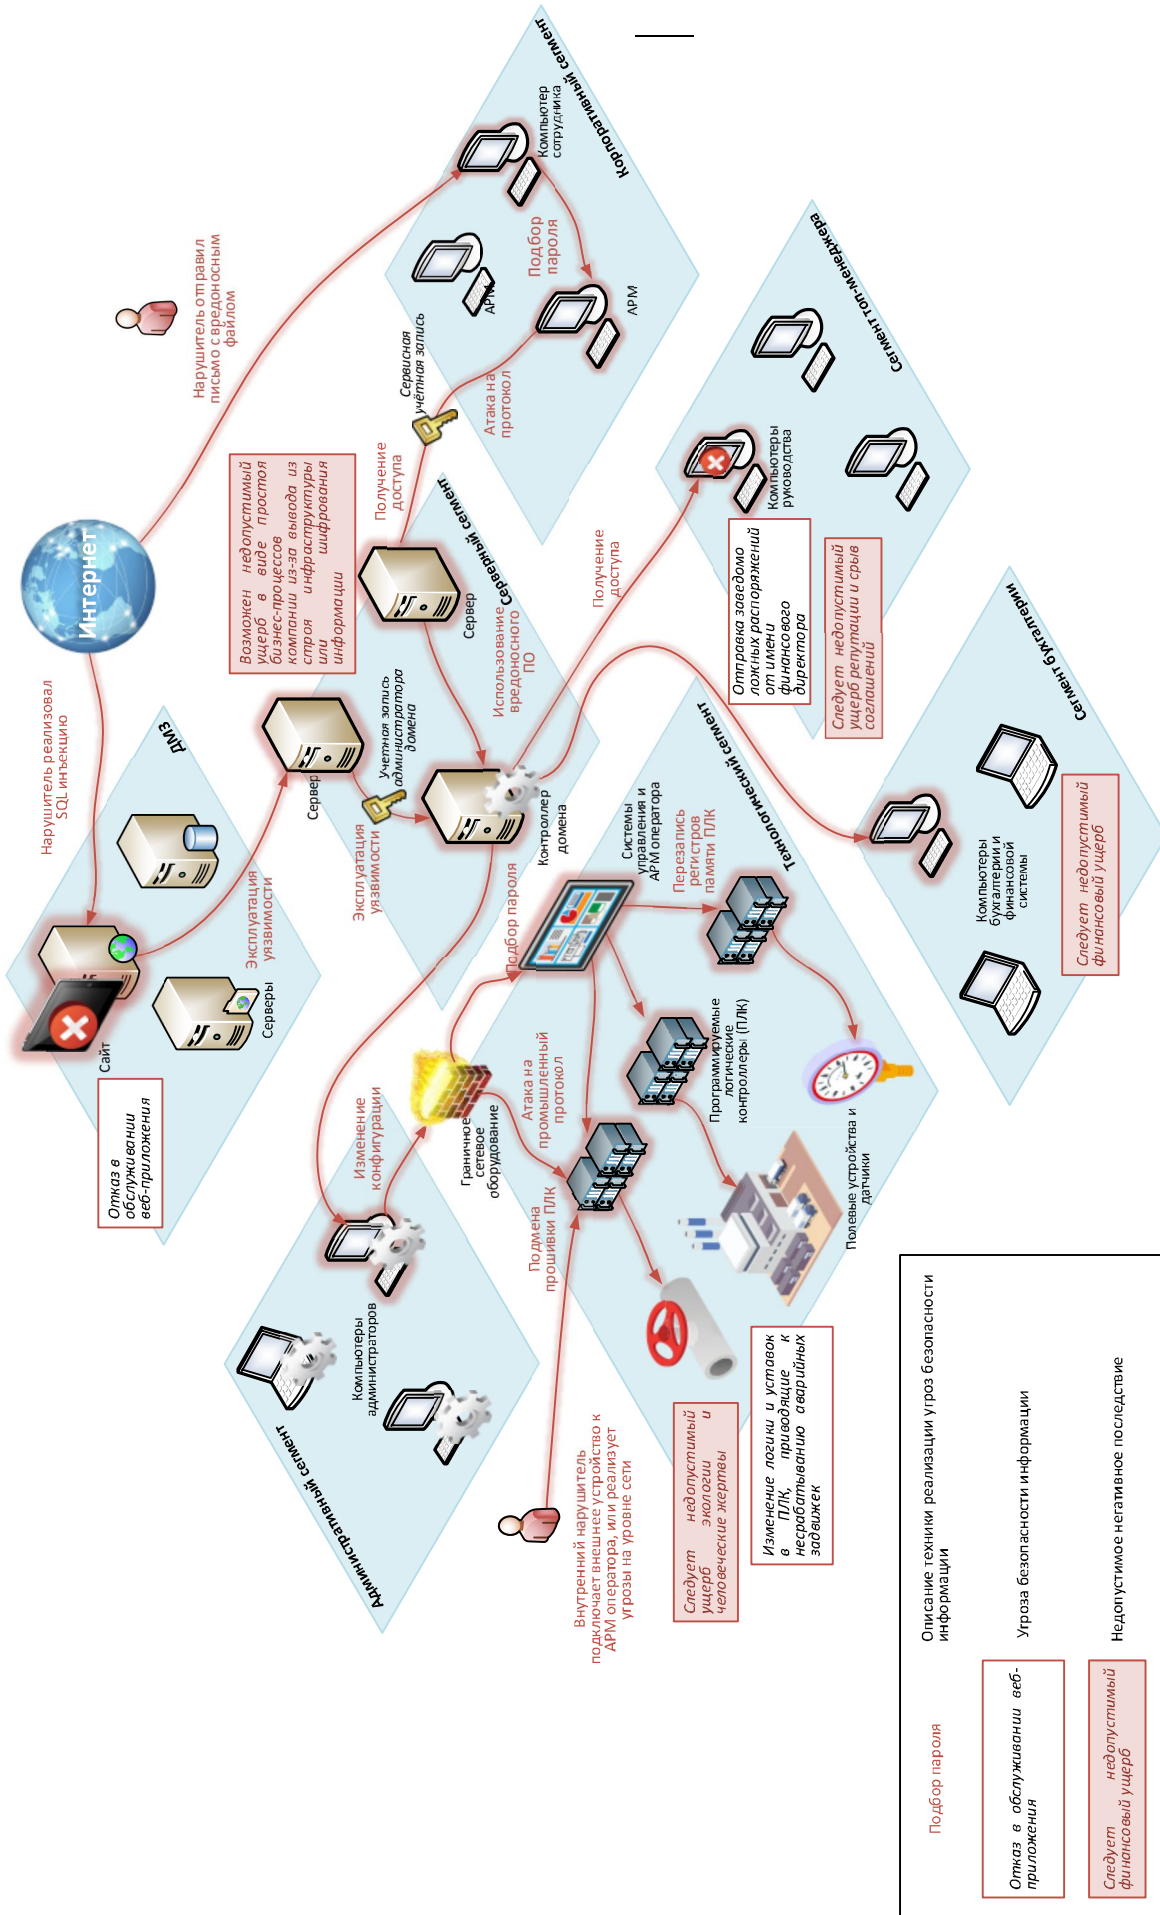 Интернет
Нарушитель отправил
письмо с вредоносным
файлом
Нарушитель реализовал
SQL инъекцию
ДМЗ
Сайт
Серверы
Эксплуатация
уязвимости
Отказ в
обслуживании
веб-приложения
Возможен недопустимый
ущерб в виде простоя
бизнес-процессов
компании из-за вывода из
строя инфраструктуры
или шифрования
информации
Сервер
Учетная запись
администратора
домена
Эксплуатация
уязвимости
Контроллер
домена
Использование
вредоносного
ПО
Сервер
Серверный сегмент
Получение
доступа
Сервисная
учётная запись
Атака на
протокол
АРМ
АРМ
Подбор
пароля
Компьютер
сотрудника
Корпоративный сегмент
Получение
доступа
Компьютеры
руководства
Сегмент топ-менеджера
Отправка заведомо
ложных распоряжений
от имени
финансового
директора
Следует недопустимый
ущерб репутации и срыв
соглашений
Сегмент бухгалтерии
Компьютеры
бухгалтерии и
финансовой
системы
Следует недопустимый
финансовый ущерб
Административный сегмент
Компьютеры
администраторов
Изменение
конфигурации
Граничное
сетевое
оборудование
Подбор пароля
Атака на
промышленный
протокол
Подмена
прошивки ПЛК
Системы
управления и
АРМ оператора
Перезапись
регистров
памяти ПЛК
Технологический сегмент
Программируемые
логические
контроллеры (ПЛК)
Полевые устройства и
датчики
Внутренний нарушитель
подключает внешнее устройство к
АРМ оператора, или реализует
угрозы на уровне сети
Следует недопустимый
ущерб экологии и
человеческие жертвы
Изменение логики и уставок
в ПЛК, приводящие к
несрабатыванию аварийных
задвижек
Подбор пароля
Описание техники реализации угроз безопасности
информации
Отказ в обслуживании веб-
приложения
Угроза безопасности информации
Следует недопустимый
финансовый ущерб
Недопустимое негативное последствие